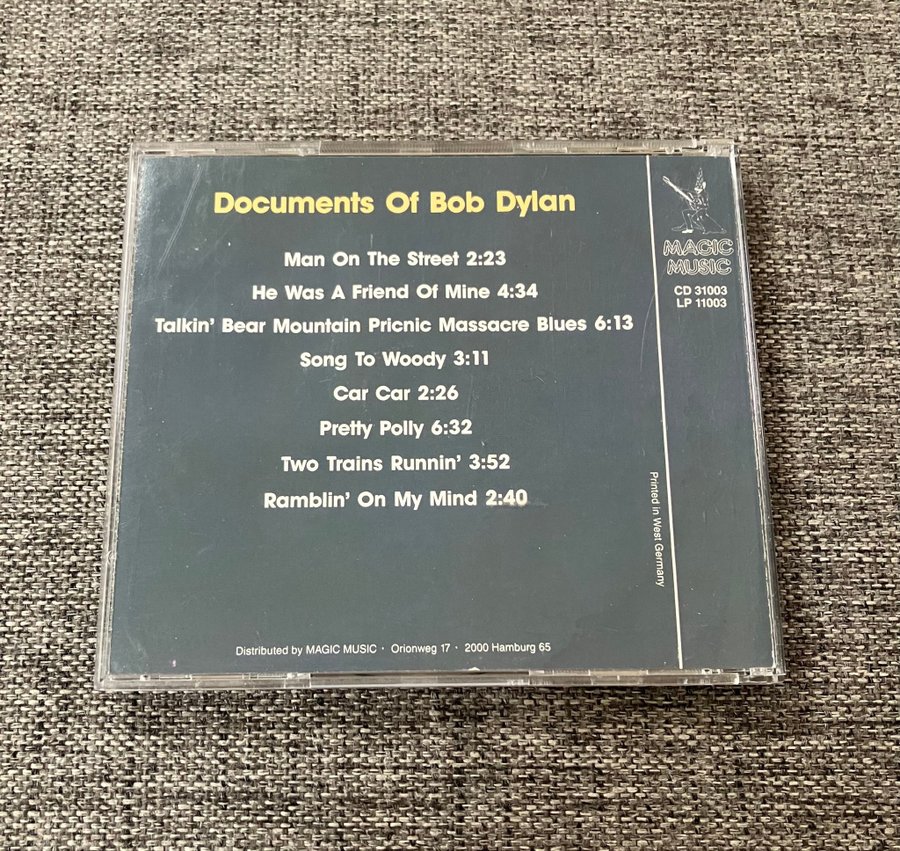 Documents Of Bob Dylan
Man On The Street 2:23
He Was A Friend Of Mine 4:34
Talkin' Bear Mountain Pricnic Massacre Blues 6:13
Song To Woody 3:11
Car Car 2:26
Pretty Polly 6:32
Two Trains Runnin' 3:52
Ramblin' On My Mind 2:40
Distributed by MAGIC MUSIC · Orionweg 17 · 2000 Hamburg 65
MAGIC
MUSIC
CD 31003
LP 11003
Printed in West Germany